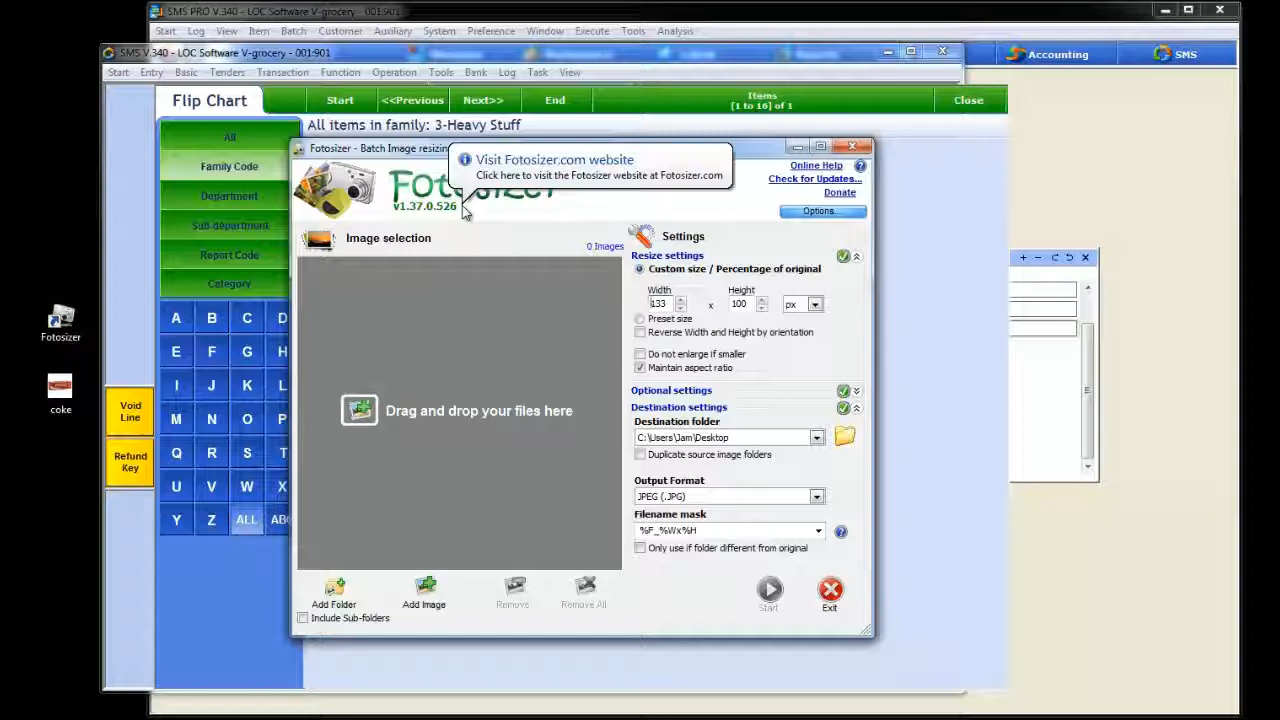 SMS PRO V.340 - LOC Software V-grocery - 001:901
Start Log View Item Batch Customer Auxiliary System Preference Window Execute Tools Analysis
SMS V.340 - LOC Software V-grocery - 001:901
Accounting SMS
Start Entry Basic Tenders Transaction Function Operation Tools Bank Log Task View
Flip Chart Start <<Previous Next>> End Items Close
[1 to 16] of 1
All items in family: 3-Heavy Stuff
All
Family Code
Department
Sub-department
Report Code
Category
A B C D
E F G H
I J K L
M N O P
Q R S T
U V W X
Y Z ALL
Void
Line
Refund
Key
Fotosizer
coke
Fotosizer - Batch Image resizing
Visit Fotosizer.com website
Click here to visit the Fotosizer website at Fotosizer.com
Fotosizer
v1.37.0.526
Online Help
Check for Updates...
Donate
Options...
Image selection
0 Images
Drag and drop your files here
Settings
Resize settings
Custom size / Percentage of original
Width Height
133 x 100 px
Preset size
Reverse Width and Height by orientation
Do not enlarge if smaller
Maintain aspect ratio
Optional settings
Destination settings
Destination folder
C:\Users\Jam\Desktop
Duplicate source image folders
Output Format
JPEG (.JPG)
Filename mask
%F_%Wx%H
Only use if folder different from original
Add Folder Add Image Remove Remove All Start Exit
Include Sub-folders